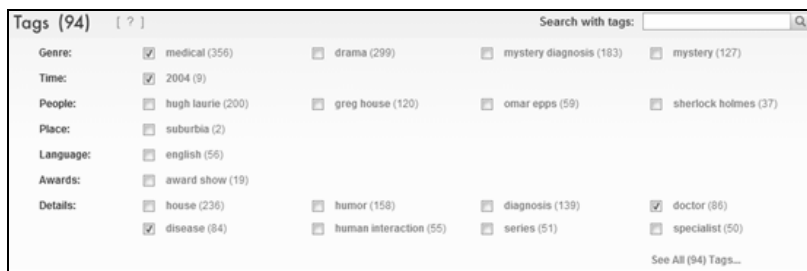 Tags (94) [ ? ] Search with tags:
Genre: medical (356) drama (299) mystery diagnosis (183) mystery (127)
Time: 2004 (9)
People: hugh laurie (200) greg house (120) omar epps (59) sherlock holmes (37)
Place: suburbia (2)
Language: english (56)
Awards: award show (19)
Details: house (236) humor (158) diagnosis (139) doctor (86)
disease (84) human interaction (55) series (51) specialist (50)
See All (94) Tags...